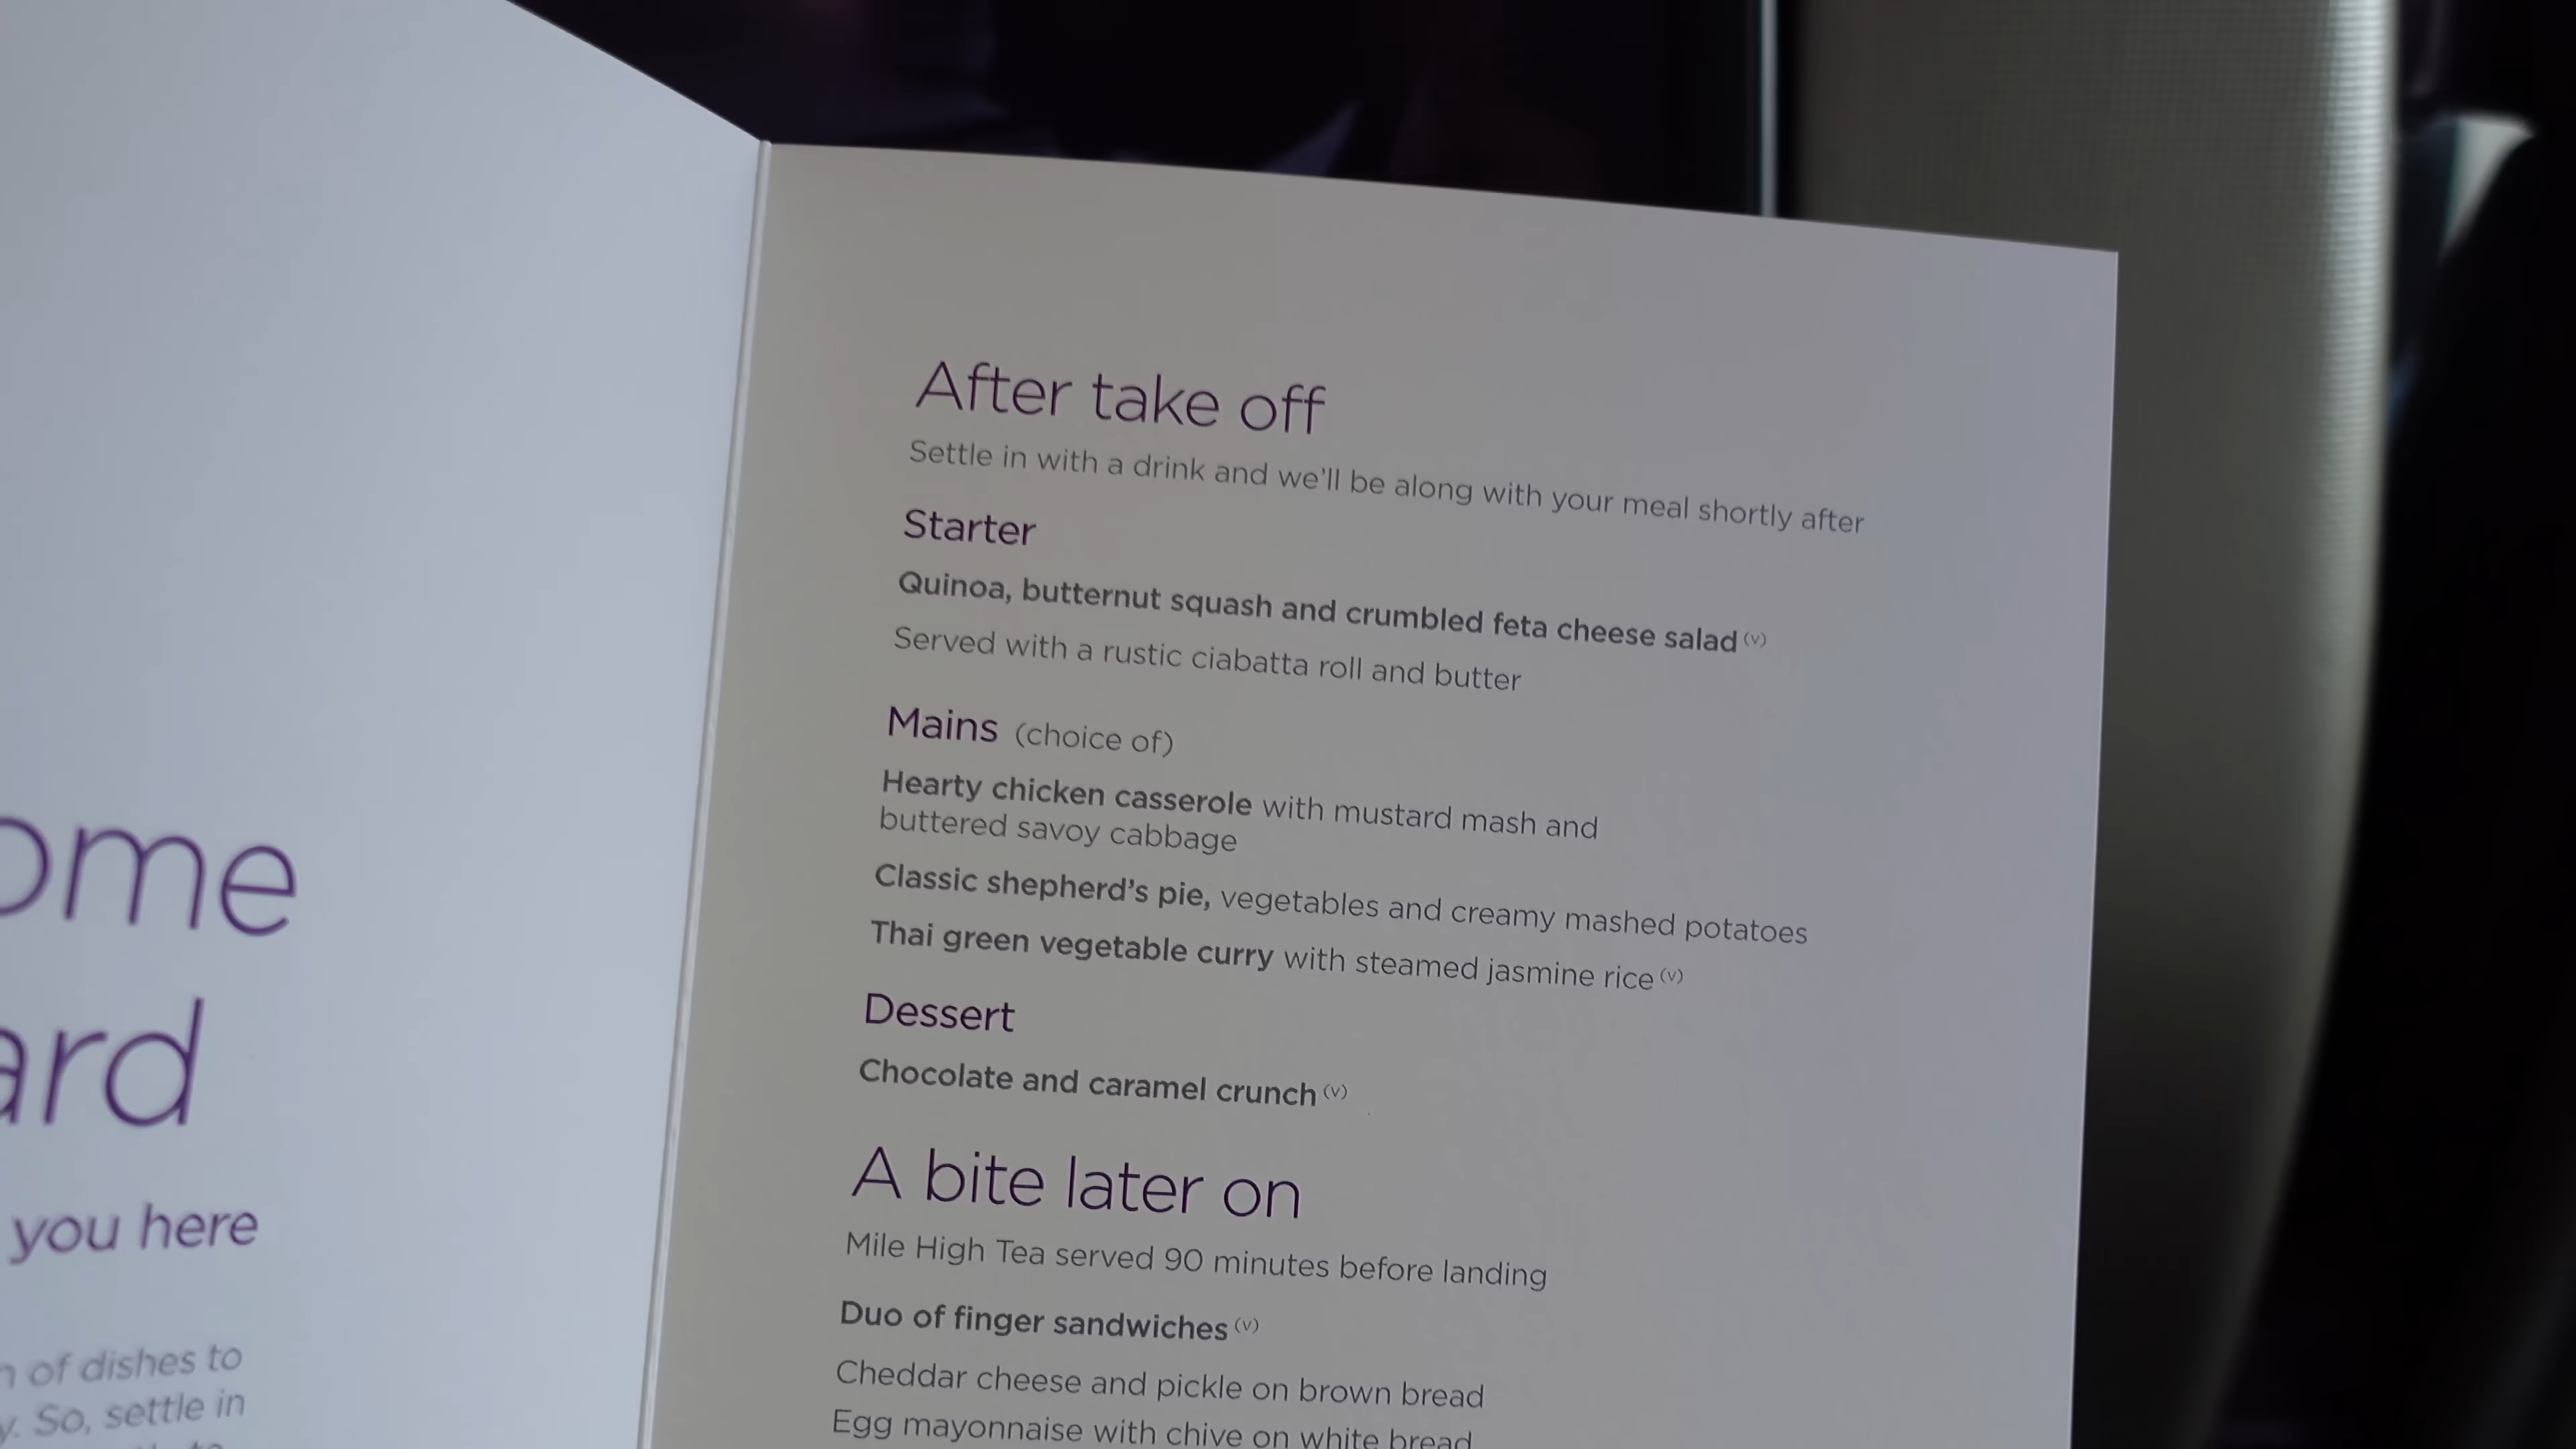 ome
ard
you here
of dishes to
So, settle in
After take off
Settle in with a drink and we'll be along with your meal shortly after
Starter
Quinoa, butternut squash and crumbled feta cheese salad (v)
Served with a rustic ciabatta roll and butter
Mains (choice of)
Hearty chicken casserole with mustard mash and
buttered savoy cabbage
Classic shepherd's pie, vegetables and creamy mashed potatoes
Thai green vegetable curry with steamed jasmine rice (v)
Dessert
Chocolate and caramel crunch (v)
A bite later on
Mile High Tea served 90 minutes before landing
Duo of finger sandwiches (v)
Cheddar cheese and pickle on brown bread
Egg mayonnaise with chive on white bread